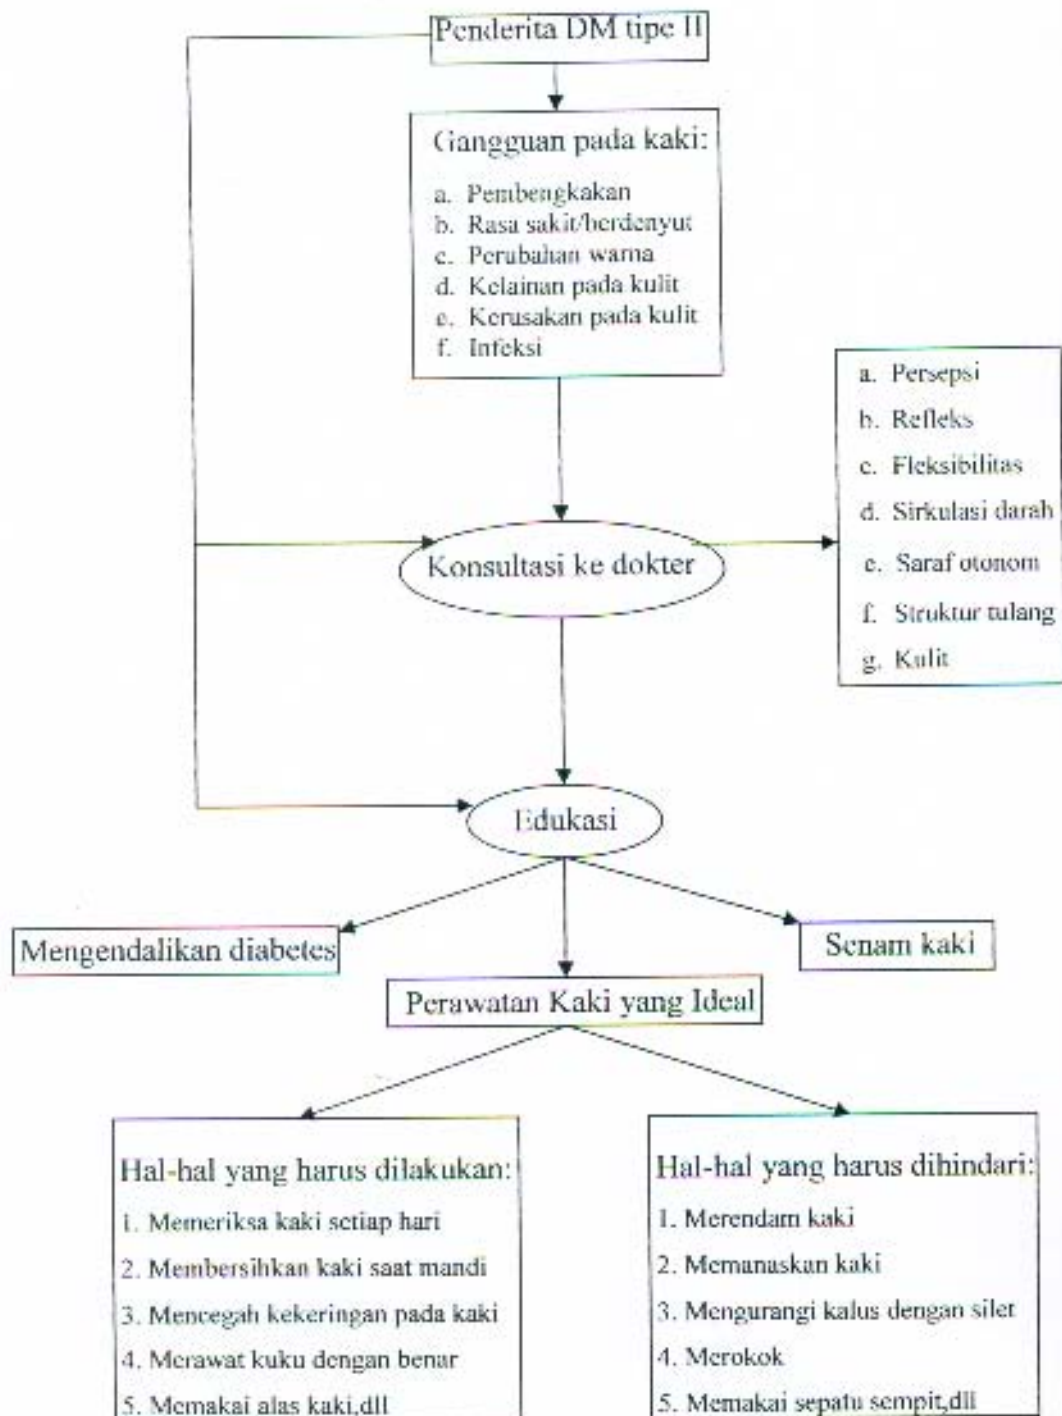 Penderita DM tipe II
Gangguan pada kaki:
a. Pembengkakan
b. Rasa sakit/berdenyut
c. Perubahan warna
d. Kelainan pada kulit
e. Kerusakan pada kulit
f. Infeksi
a. Persepsi
b. Refleks
c. Fleksibilitas
d. Sirkulasi darah
e. Saraf otonom
f. Struktur tulang
g. Kulit
Konsultasi ke dokter
Edukasi
Mengendalikan diabetes
Senam kaki
Perawatan Kaki yang Ideal
Hal-hal yang harus dilakukan:
1. Memeriksa kaki setiap hari
2. Membersihkan kaki saat mandi
3. Mencegah kekeringan pada kaki
4. Merawat kuku dengan benar
5. Memakai alas kaki,dll
Hal-hal yang harus dihindari:
1. Merendam kaki
2. Memanaskan kaki
3. Mengurangi kalus dengan silet
4. Merokok
5. Memakai sepatu sempit,dll